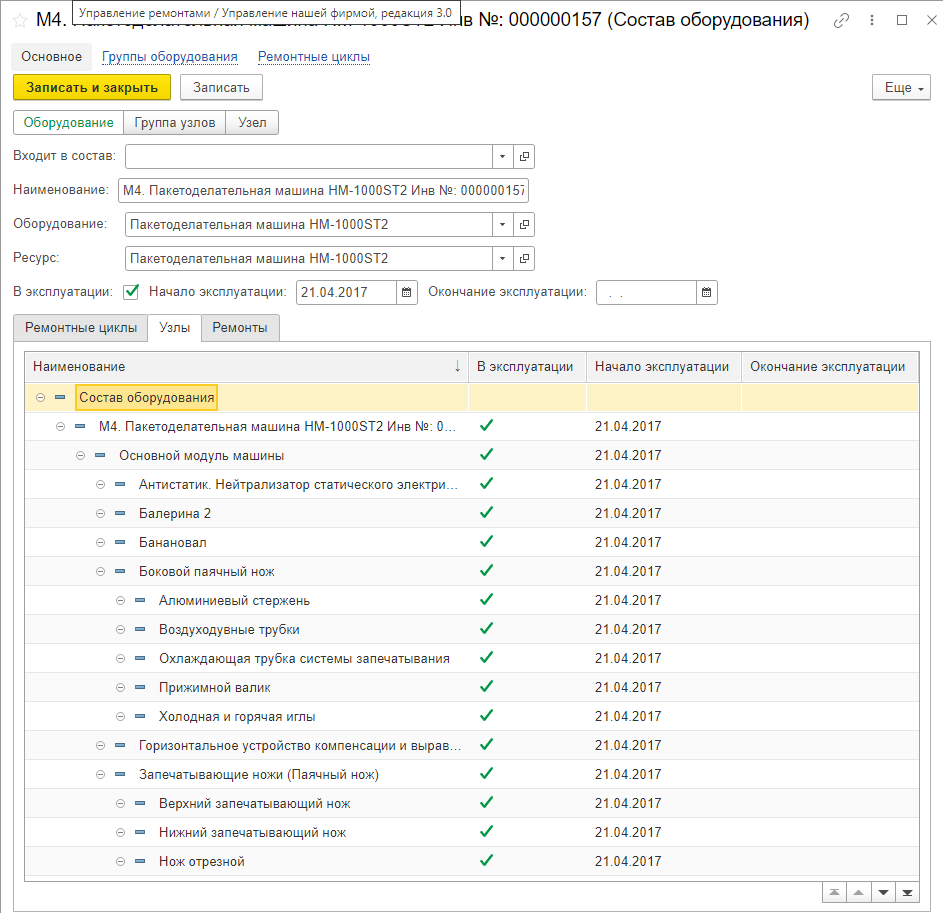 Управление ремонтами / Управление нашей фирмой, редакция 3.0
М4. Инв №: 000000157 (Состав оборудования)
Основное Группы оборудования Ремонтные циклы
Записать и закрыть Записать Еще
Оборудование Группа узлов Узел
Входит в состав:
Наименование: М4. Пакетоделательная машина НМ-1000ST2 Инв №: 000000157
Оборудование: Пакетоделательная машина НМ-1000ST2
Ресурс: Пакетоделательная машина НМ-1000ST2
В эксплуатации: Начало эксплуатации: 21.04.2017 Окончание эксплуатации: . .
Ремонтные циклы Узлы Ремонты
Наименование ↓ В эксплуатации Начало эксплуатации Окончание эксплуатации
Состав оборудования
М4. Пакетоделательная машина НМ-1000ST2 Инв №: 0... 21.04.2017
Основной модуль машины 21.04.2017
Антистатик. Нейтрализатор статического электри... 21.04.2017
Балерина 2 21.04.2017
Банановал 21.04.2017
Боковой паячный нож 21.04.2017
Алюминиевый стержень 21.04.2017
Воздуходувные трубки 21.04.2017
Охлаждающая трубка системы запечатывания 21.04.2017
Прижимной валик 21.04.2017
Холодная и горячая иглы 21.04.2017
Горизонтальное устройство компенсации и вырав... 21.04.2017
Запечатывающие ножи (Паячный нож) 21.04.2017
Верхний запечатывающий нож 21.04.2017
Нижний запечатывающий нож 21.04.2017
Нож отрезной 21.04.2017